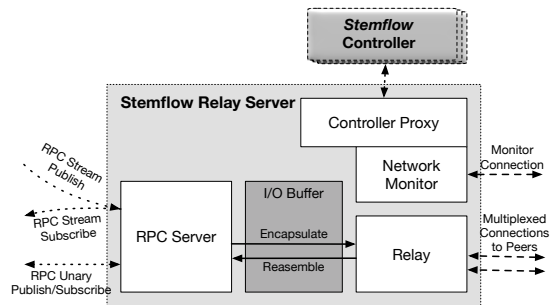 Stemflow
Controller
Stemflow Relay Server
Controller Proxy
Network
Monitor
Monitor
Connection
RPC Stream
Publish
RPC Stream
Subscribe
RPC Unary
Publish/Subscribe
RPC Server
I/O Buffer
Encapsulate
Reasemble
Relay
Multiplexed
Connections
to Peers